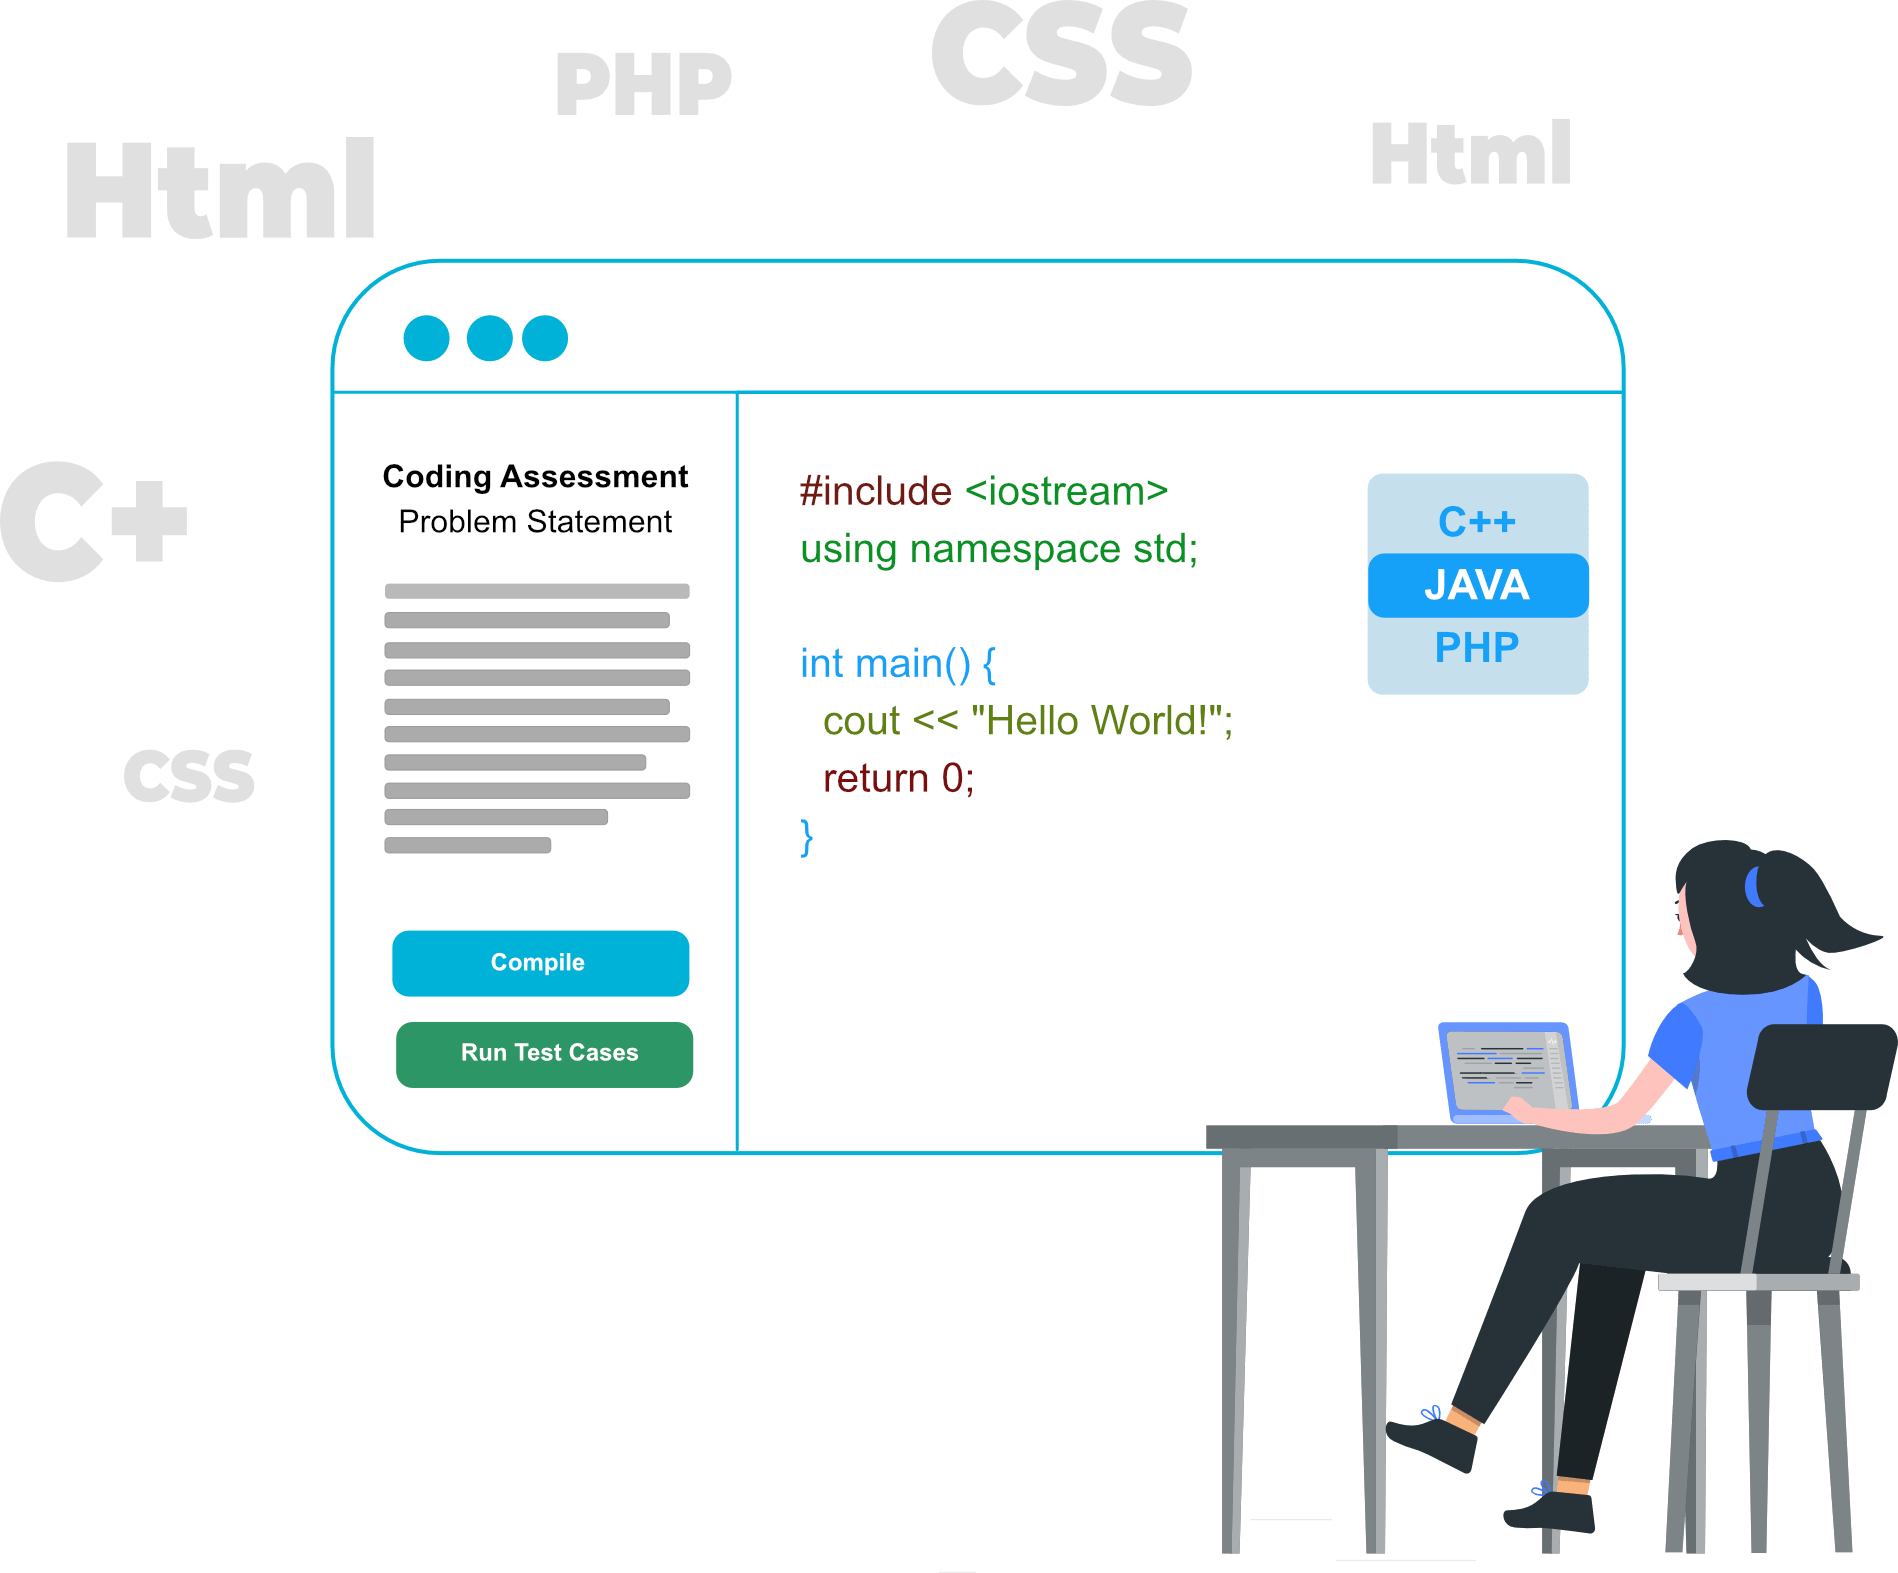 CSS
PHP
Html
Html
C+
CSS
Coding Assessment
Problem Statement
Compile
Run Test Cases
#include <iostream>
using namespace std;
int main() {
cout << "Hello World!";
return 0;
}
C++
JAVA
PHP